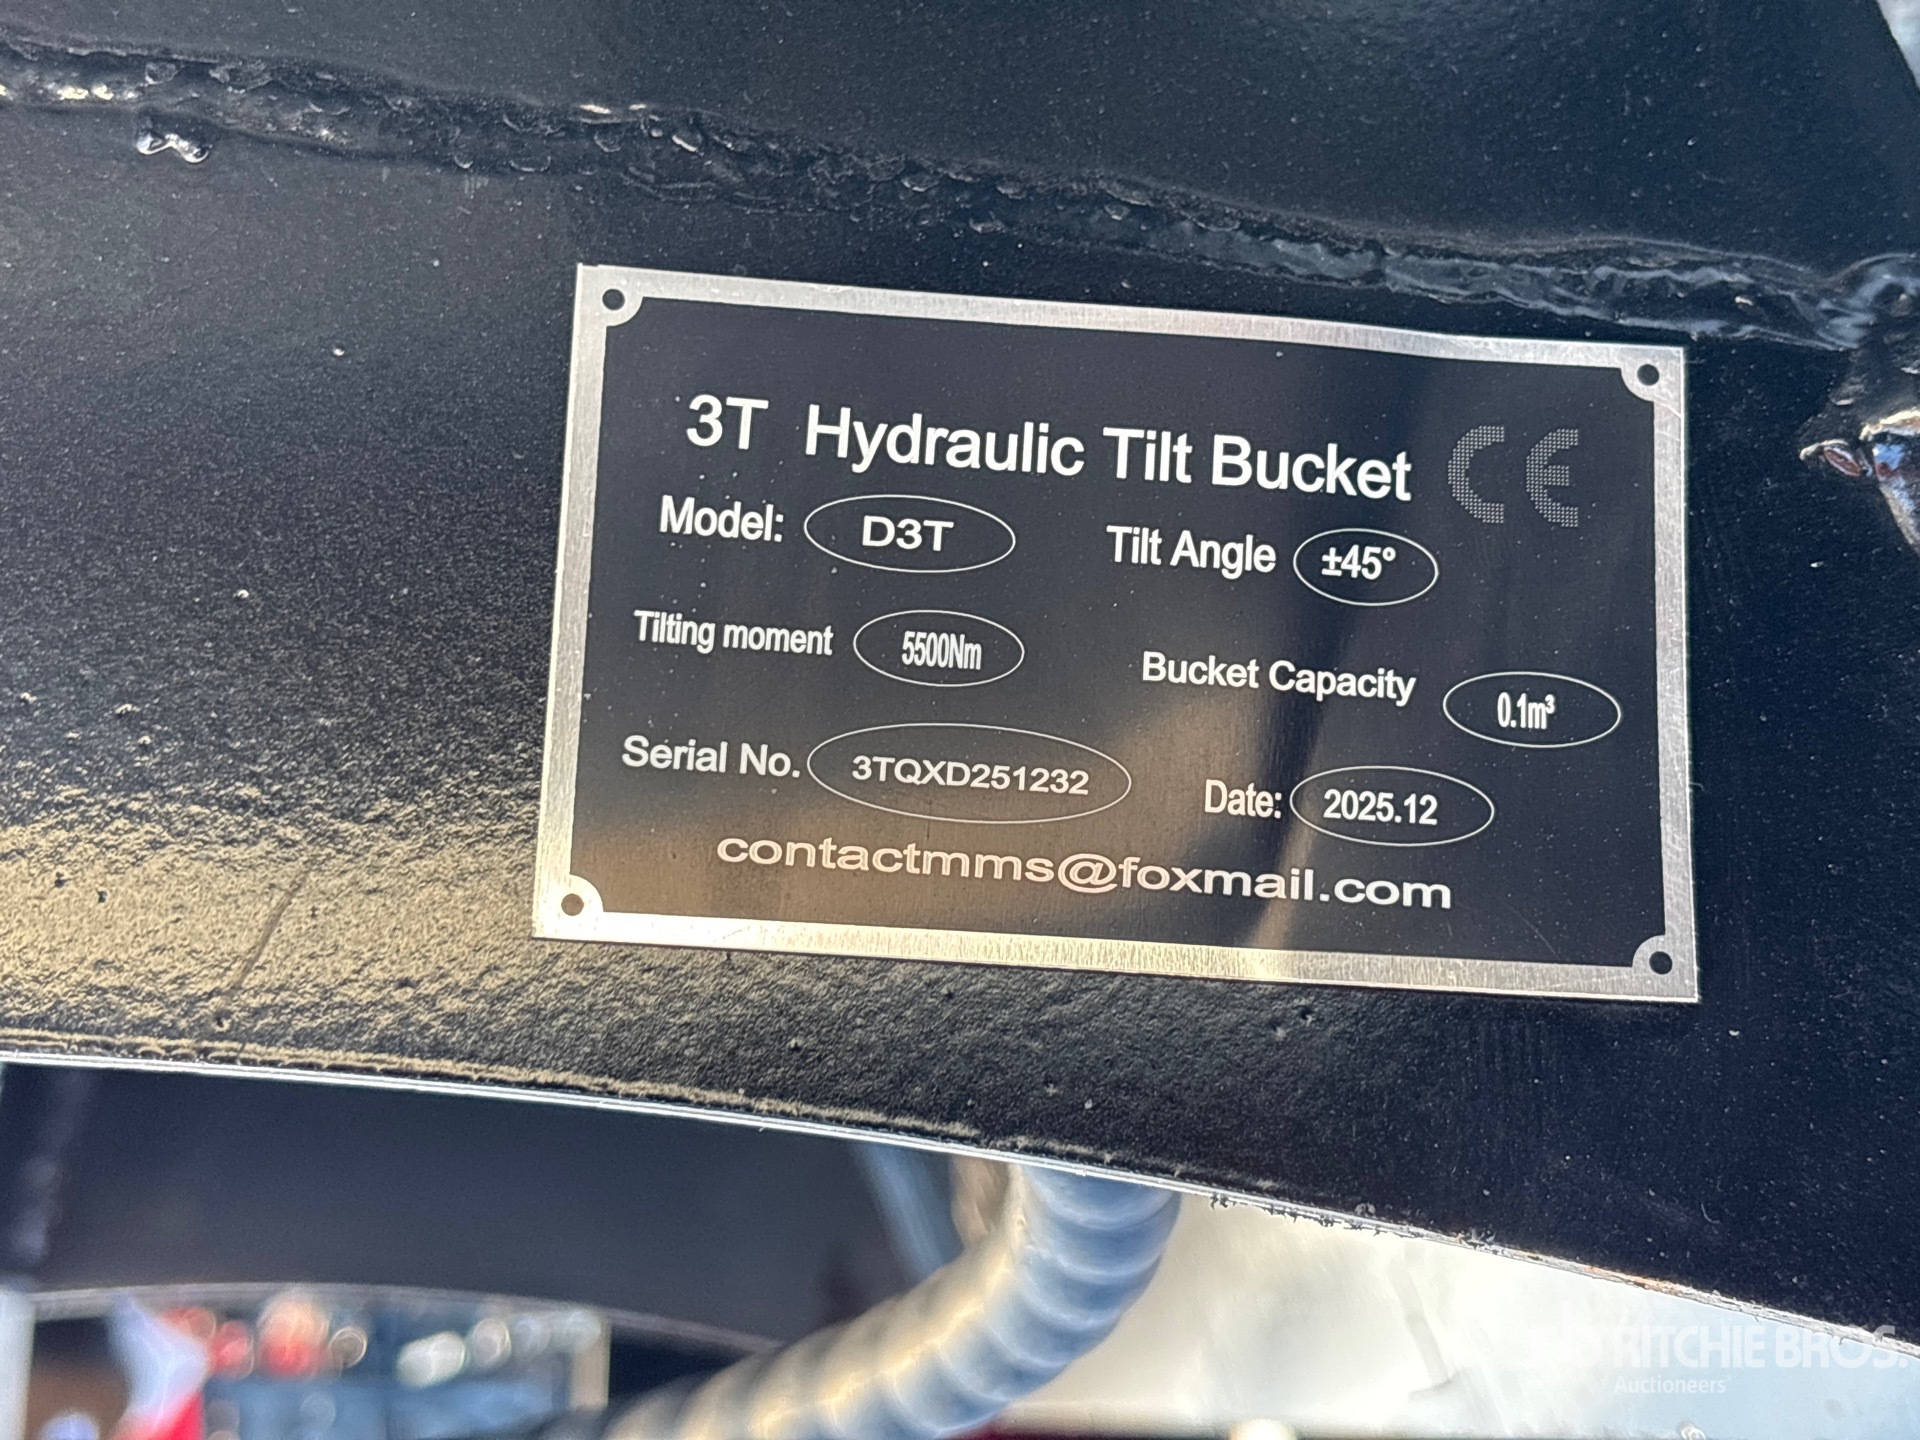 3T Hydraulic Tilt Bucket CE
Model: D3T Tilt Angle ±45°
Tilting moment 5500Nm Bucket Capacity 0.1m³
Serial No. 3TQXD251232 Date: 2025.12
contactmms@foxmail.com
RITCHIE BROS.
Auctioneers